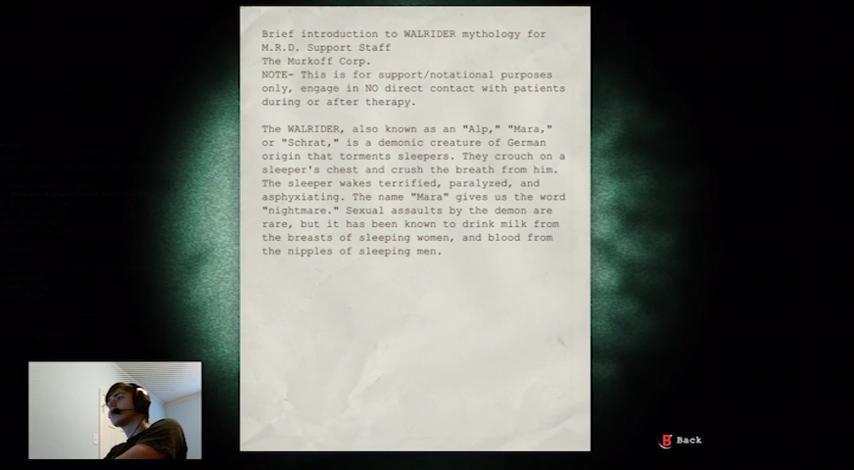 Brief introduction to WALRIDER mythology for
M.R.D. Support Staff
The Murkoff Corp.
NOTE- This is for support/notational purposes
only, engage in NO direct contact with patients
during or after therapy.
The WALRIDER, also known as an "Alp," "Mara,"
or "Schrat," is a demonic creature of German
origin that torments sleepers. They crouch on a
sleeper's chest and crush the breath from him.
The sleeper wakes terrified, paralyzed, and
asphyxiating. The name "Mara" gives us the word
"nightmare." Sexual assaults by the demon are
rare, but it has been known to drink milk from
the breasts of sleeping women, and blood from
the nipples of sleeping men.
B Back